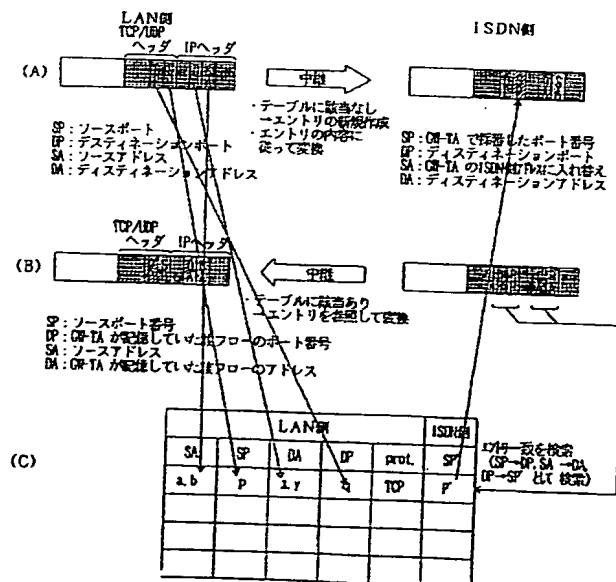 LAN側
ISDN側
TCP/UDP
ヘッダ IPヘッダ
(A)
中継
・テーブルに該当なし
→エントリの新規作成
・エントリの内容に
従って変換
SP:ソースポート
DP:デスティネーションポート
SA:ソースアドレス
DA:ディスティネーションアドレス
SP:GW-TAで採番したポート番号
DP:ディスティネーションポート
SA:GW-TAのISDN側アドレスに入れ替え
DA:ディスティネーションアドレス
TCP/UDP
ヘッダ IPヘッダ
(B)
中継
・テーブルに該当あり
→エントリを参照して変換
SP:ソースポート番号
DP:GW-TAが記憶していた元フローのポート番号
SA:ソースアドレス
DA:GW-TAが記憶していた元フローのアドレス
(C)
LAN側 ISDN側
SA SP DA DP prot. SP'
a.b p x.y q TCP p'
エントリ一致を検索
(SP→DP, SA→DA,
DP→SP' として検索)